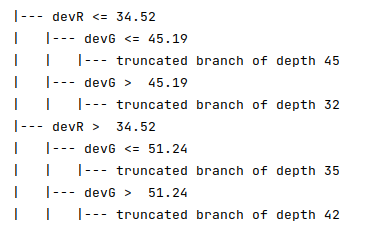 |--- devR <= 34.52
|   |--- devG <= 45.19
|   |   |--- truncated branch of depth 45
|   |--- devG >  45.19
|   |   |--- truncated branch of depth 32
|--- devR >  34.52
|   |--- devG <= 51.24
|   |   |--- truncated branch of depth 35
|   |--- devG >  51.24
|   |   |--- truncated branch of depth 42